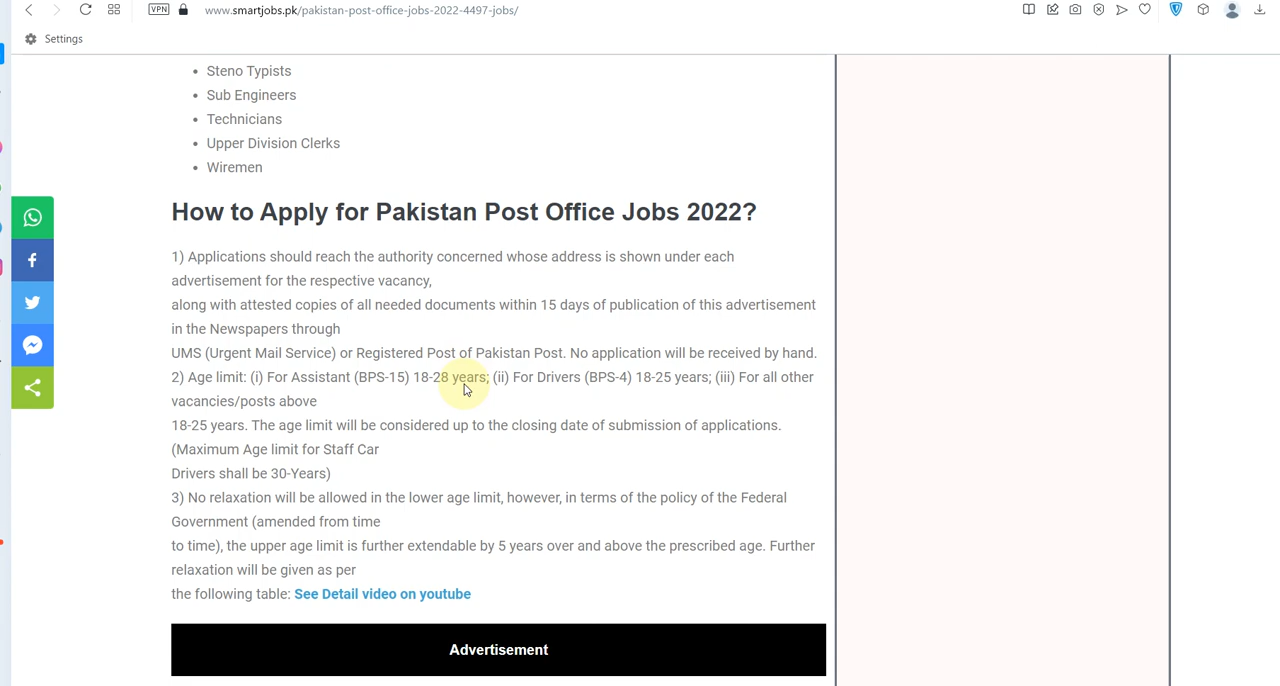 VPN
www.smartjobs.pk/pakistan-post-office-jobs-2022-4497-jobs/
Settings
• Steno Typists
• Sub Engineers
• Technicians
• Upper Division Clerks
• Wiremen
How to Apply for Pakistan Post Office Jobs 2022?
1) Applications should reach the authority concerned whose address is shown under each
advertisement for the respective vacancy,
along with attested copies of all needed documents within 15 days of publication of this advertisement
in the Newspapers through
UMS (Urgent Mail Service) or Registered Post of Pakistan Post. No application will be received by hand.
2) Age limit: (i) For Assistant (BPS-15) 18-28 years; (ii) For Drivers (BPS-4) 18-25 years; (iii) For all other
vacancies/posts above
18-25 years. The age limit will be considered up to the closing date of submission of applications.
(Maximum Age limit for Staff Car
Drivers shall be 30-Years)
3) No relaxation will be allowed in the lower age limit, however, in terms of the policy of the Federal
Government (amended from time
to time), the upper age limit is further extendable by 5 years over and above the prescribed age. Further
relaxation will be given as per
the following table: See Detail video on youtube
Advertisement